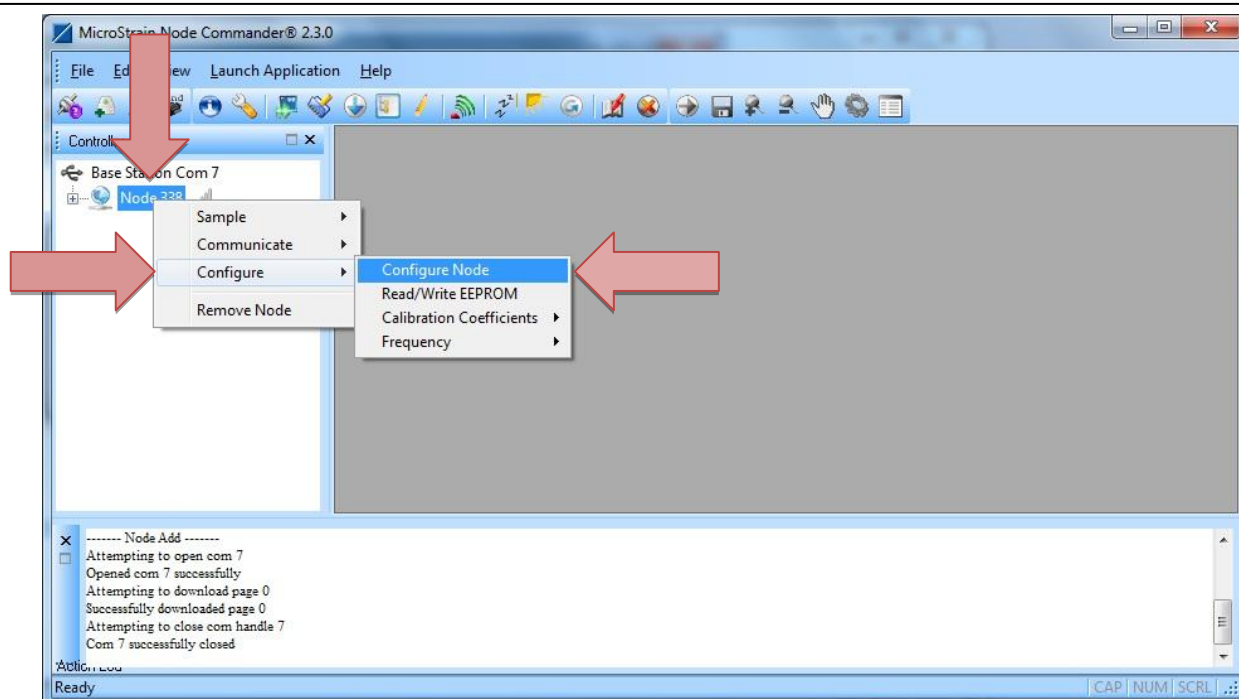 MicroStrain Node Commander® 2.3.0
File Launch Application Help
Base Station Com 7
Node 338
Sample
Communicate
Configure
Remove Node
Configure Node
Read/Write EEPROM
Calibration Coefficients
Frequency
------- Node Add -------
Attempting to open com 7
Opened com 7 successfully
Attempting to download page 0
Successfully downloaded page 0
Attempting to close com handle 7
Com 7 successfully closed
Action Log
Ready CAP NUM SCRL